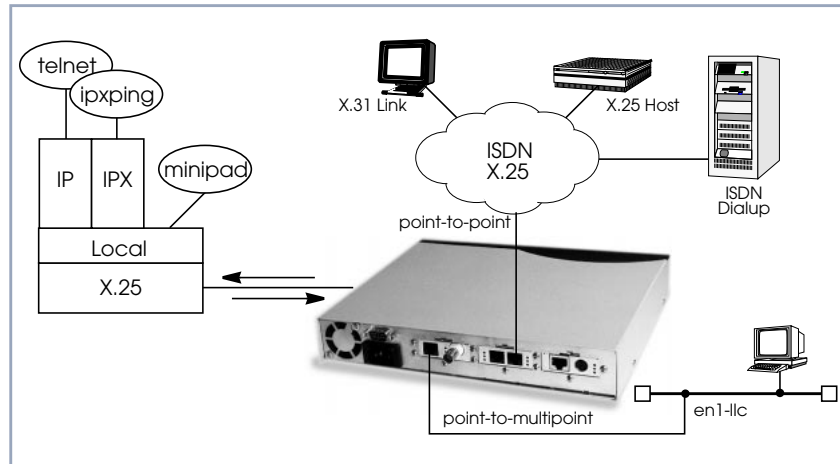 telnet
ipxping
IP
IPX
minipad
Local
X.25
X.31 Link
X.25 Host
ISDN
X.25
ISDN
Dialup
point-to-point
point-to-multipoint
en1-llc